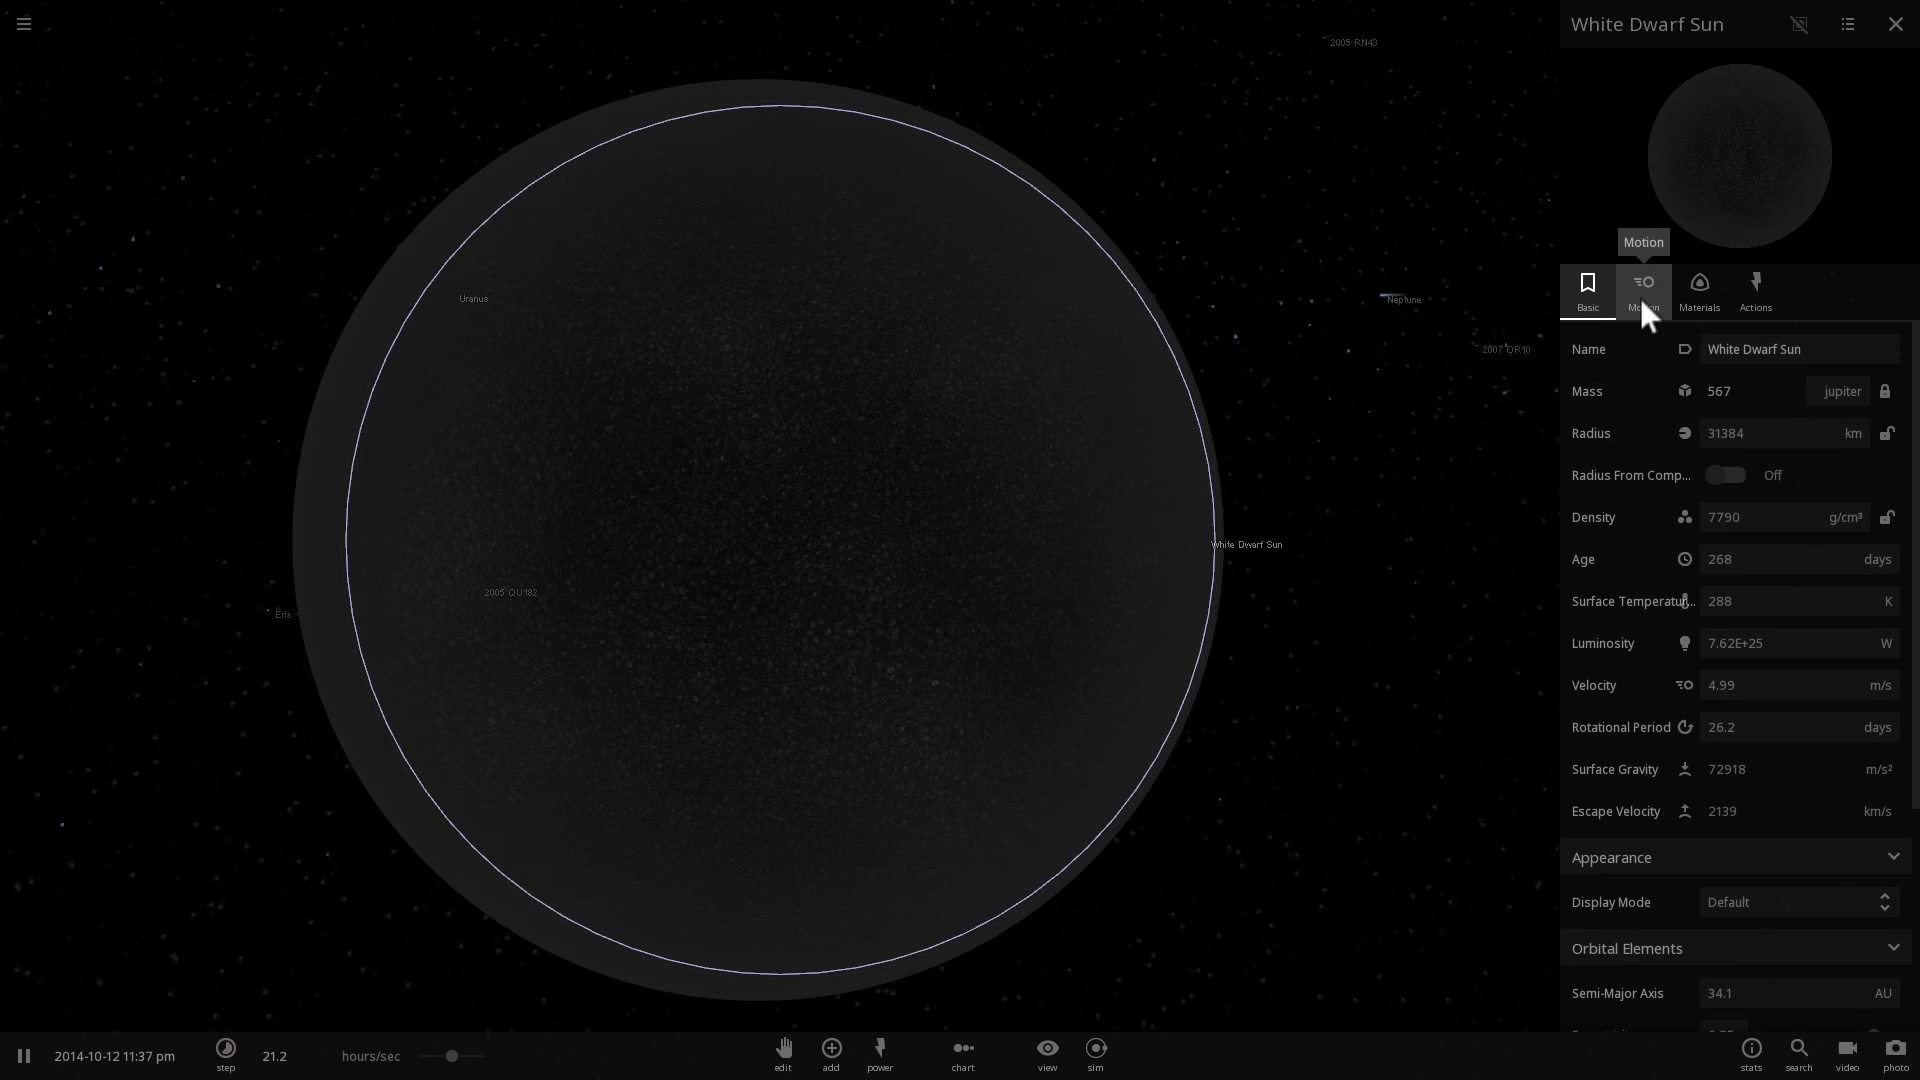 White Dwarf Sun
2005-RN43
Motion
Uranus
Neptune
2007 OR10
White Dwarf Sun
2005 QU182
Eris
Basic
Materials
Actions
Name White Dwarf Sun
Mass 567 jupiter
Radius 31384 km
Radius From Comp... Off
Density 7790 g/cm³
Age 268 days
Surface Temperatur... 288 K
Luminosity 7.62E+25 W
Velocity 4.99 m/s
Rotational Period 26.2 days
Surface Gravity 72918 m/s²
Escape Velocity 2139 km/s
Appearance
Display Mode Default
Orbital Elements
Semi-Major Axis 34.1 AU
2014-10-12 11:37 pm
step
21.2 hours/sec
edit
add
power
chart
view
sim
stats
search
video
photo